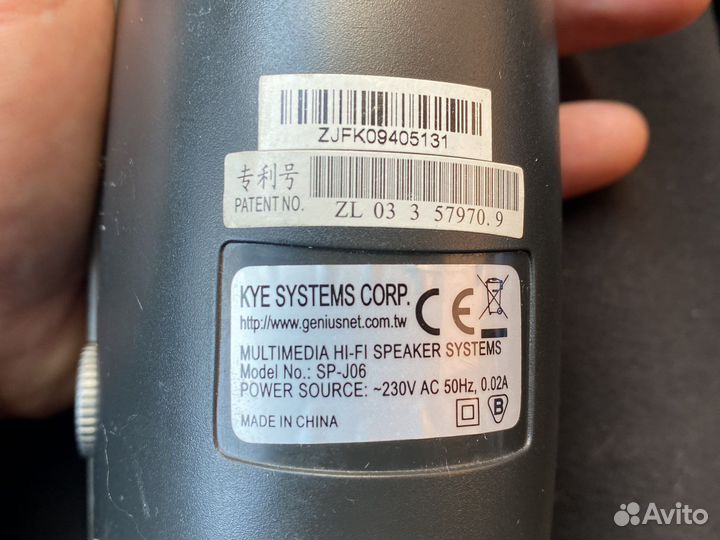 ZJFK09405131
专利号
PATENT NO. ZL 03 3 57970.9
KYE SYSTEMS CORP.
http://www.geniusnet.com.tw
CE
MULTIMEDIA HI-FI SPEAKER SYSTEMS
Model No.: SP-J06
POWER SOURCE: ~230V AC 50Hz, 0.02A
MADE IN CHINA
B
Avito